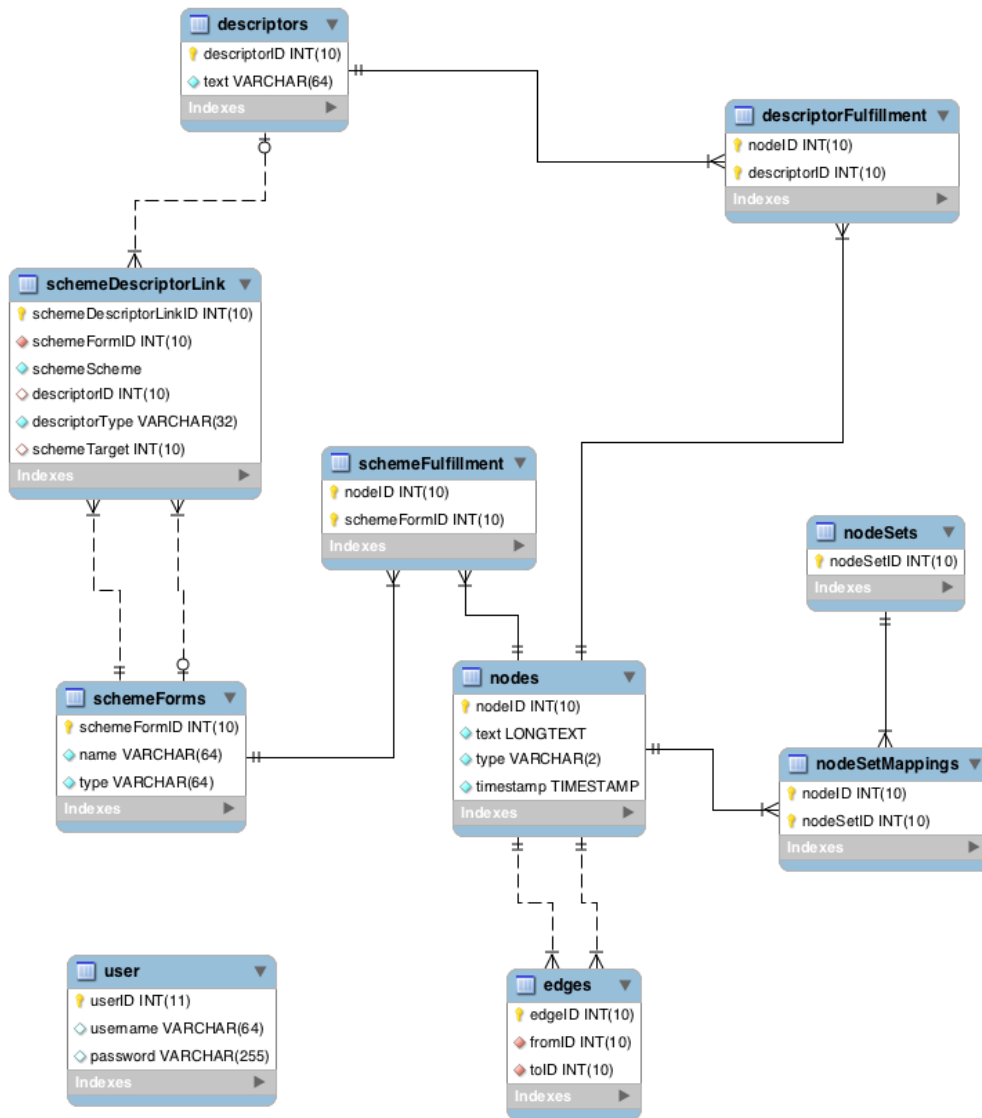 descriptors
descriptorID INT(10)
text VARCHAR(64)
Indexes
descriptorFulfillment
nodeID INT(10)
descriptorID INT(10)
Indexes
schemeDescriptorLink
schemeDescriptorLinkID INT(10)
schemeFormID INT(10)
schemeScheme
descriptorID INT(10)
descriptorType VARCHAR(32)
schemeTarget INT(10)
Indexes
schemeFulfillment
nodeID INT(10)
schemeFormID INT(10)
Indexes
nodeSets
nodeSetID INT(10)
Indexes
schemeForms
schemeFormID INT(10)
name VARCHAR(64)
type VARCHAR(64)
Indexes
nodes
nodeID INT(10)
text LONGTEXT
type VARCHAR(2)
timestamp TIMESTAMP
Indexes
nodeSetMappings
nodeID INT(10)
nodeSetID INT(10)
Indexes
user
userID INT(11)
username VARCHAR(64)
password VARCHAR(255)
Indexes
edges
edgeID INT(10)
fromID INT(10)
toID INT(10)
Indexes